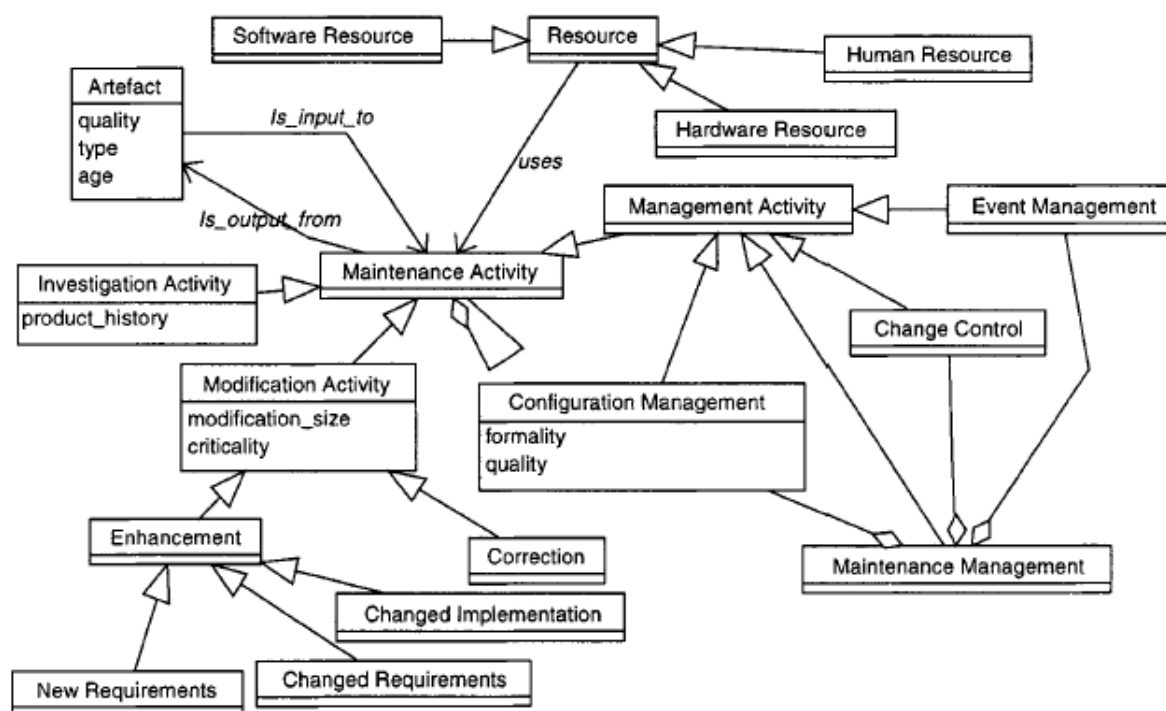 Software Resource
Resource
Human Resource
Artefact
quality
type
age
Is_input_to
Hardware Resource
uses
Is_output_from
Management Activity
Event Management
Maintenance Activity
Investigation Activity
product_history
Change Control
Modification Activity
modification_size
criticality
Configuration Management
formality
quality
Enhancement
Correction
Maintenance Management
Changed Implementation
Changed Requirements
New Requirements